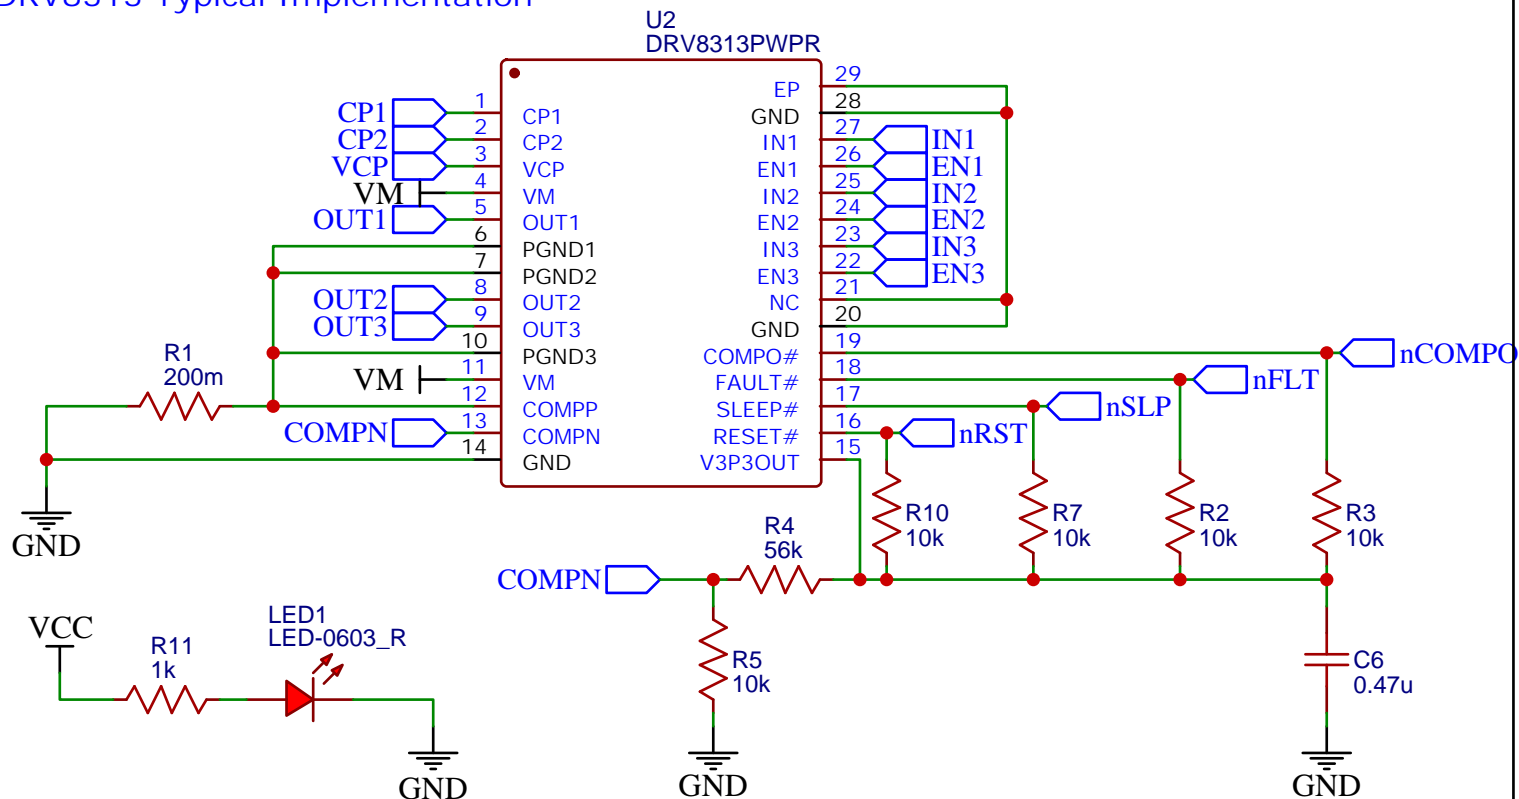 DRV8313 Typical Implementation
U2
DRV8313PWPR
CP1
CP2
VCP
VM
OUT1
OUT2
OUT3
VM
COMPN
1
2
3
4
5
6
7
8
9
10
11
12
13
14
CP1
CP2
VCP
VM
OUT1
PGND1
PGND2
OUT2
OUT3
PGND3
VM
COMPP
COMPN
GND
EP
GND
IN1
EN1
IN2
EN2
IN3
EN3
NC
GND
COMPO#
FAULT#
SLEEP#
RESET#
V3P3OUT
29
28
27
26
25
24
23
22
21
20
19
18
17
16
15
IN1
EN1
IN2
EN2
IN3
EN3
nCOMPO
nFLT
nSLP
nRST
R1
200m
GND
R10
10k
R7
10k
R2
10k
R3
10k
R4
56k
COMPN
R5
10k
GND
C6
0.47u
GND
VCC
R11
1k
LED1
LED-0603_R
GND